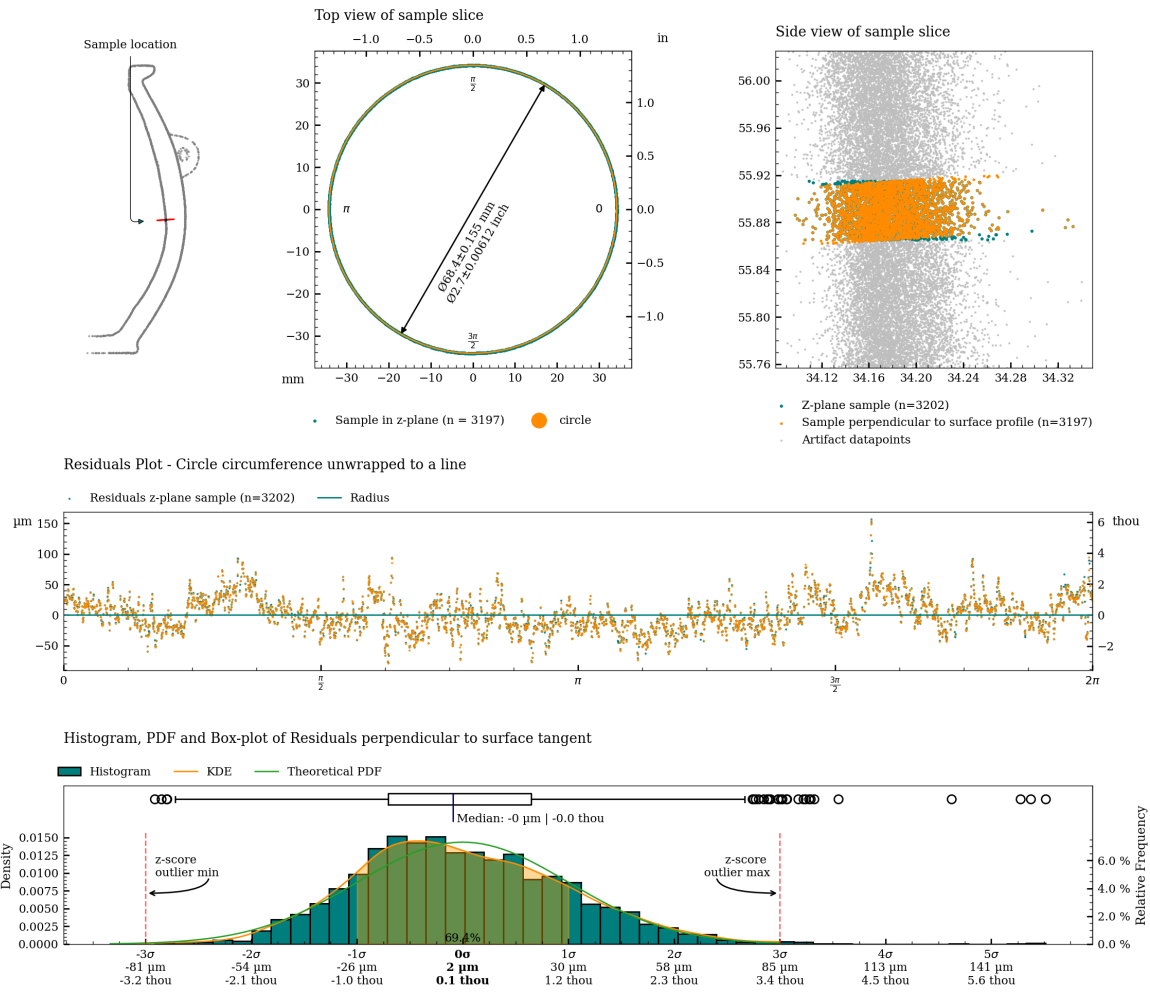 Sample location
Top view of sample slice
−1.0 −0.5 0.0 0.5 1.0 in
30
20
10
0
−10
−20
−30
1.0
0.5
0.0
−0.5
−1.0
π/2
π
0
3π/2
Ø68.4±0.155 mm
Ø2.7±0.00612 inch
mm −30 −20 −10 0 10 20 30
Sample in z-plane (n = 3197) circle
Side view of sample slice
56.00
55.96
55.92
55.88
55.84
55.80
55.76
34.12 34.16 34.20 34.24 34.28 34.32
Z-plane sample (n=3202)
Sample perpendicular to surface profile (n=3197)
Artifact datapoints
Residuals Plot - Circle circumference unwrapped to a line
Residuals z-plane sample (n=3202) Radius
µm
150
100
50
0
−50
thou
6
4
2
0
−2
0 π/2 π 3π/2 2π
Histogram, PDF and Box-plot of Residuals perpendicular to surface tangent
Histogram KDE Theoretical PDF
Median: -0 µm | -0.0 thou
Density
0.0150
0.0125
0.0100
0.0075
0.0050
0.0025
0.0000
z-score
outlier min
z-score
outlier max
69.4%
Relative Frequency
6.0 %
4.0 %
2.0 %
0.0 %
-3σ -2σ -1σ 0σ 1σ 2σ 3σ 4σ 5σ
-81 µm -54 µm -26 µm 2 µm 30 µm 58 µm 85 µm 113 µm 141 µm
-3.2 thou -2.1 thou -1.0 thou 0.1 thou 1.2 thou 2.3 thou 3.4 thou 4.5 thou 5.6 thou